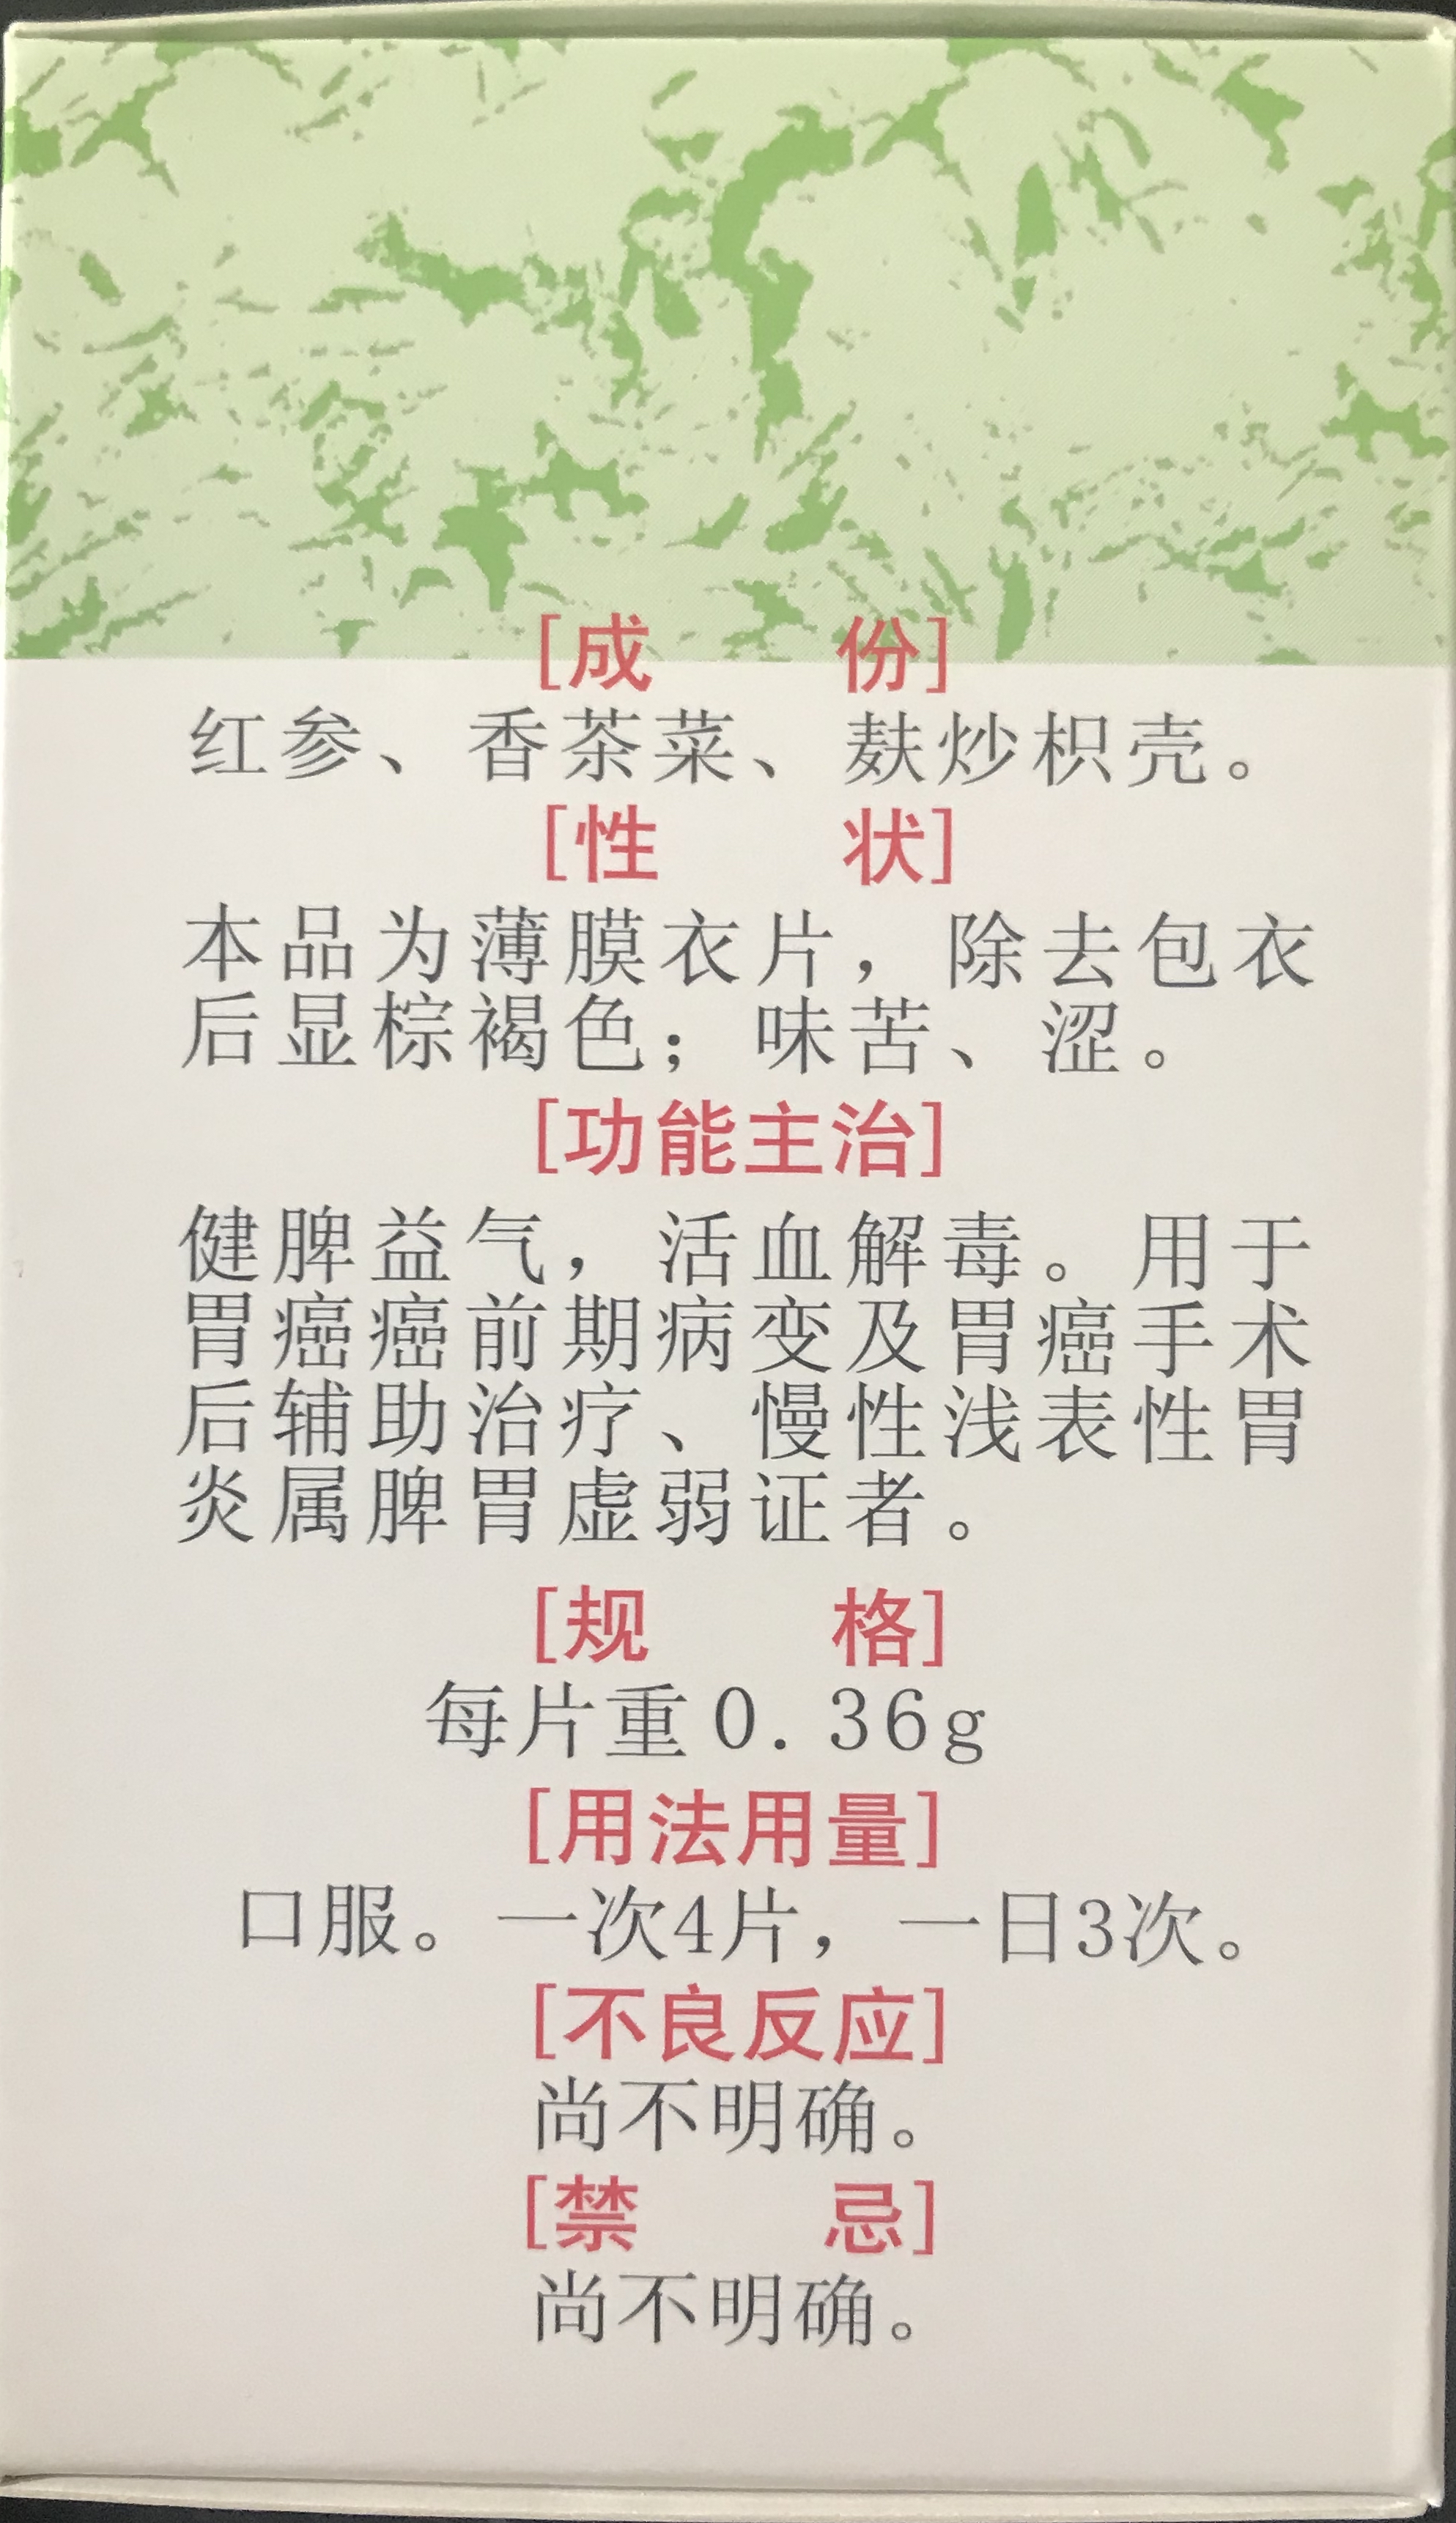 [成 份]
红参、香茶菜、麸炒枳壳。
[性 状]
本品为薄膜衣片，除去包衣
后显棕褐色；味苦、涩。
[功能主治]
健脾益气，活血解毒。用于
胃癌癌前期病变及胃癌手术
后辅助治疗、慢性浅表性胃
炎属脾胃虚弱证者。
[规 格]
每片重0.36g
[用法用量]
口服。一次4片，一日3次。
[不良反应]
尚不明确。
[禁 忌]
尚不明确。